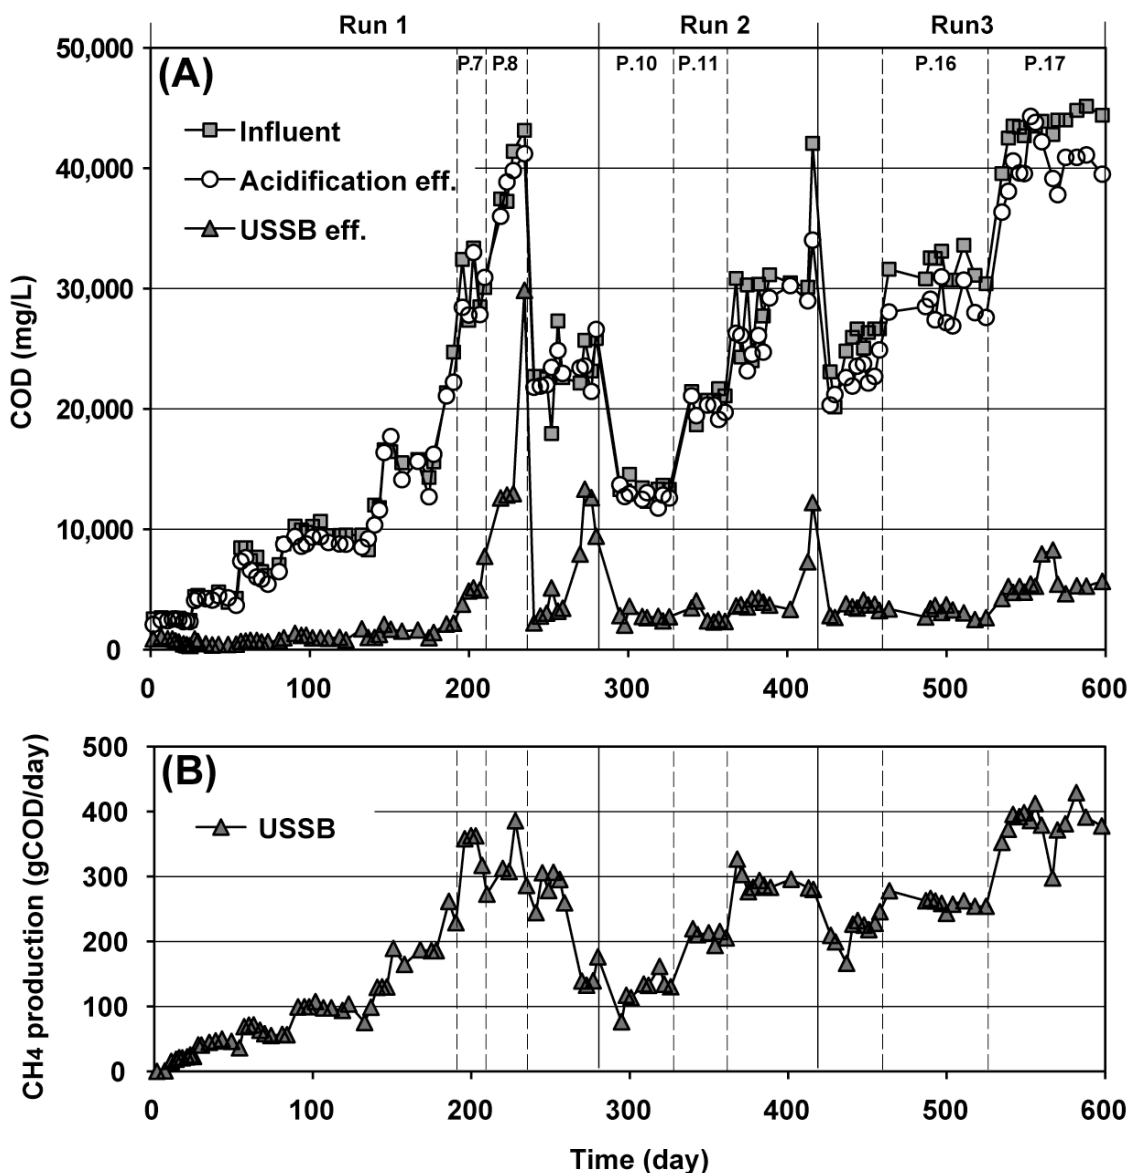 Run 1 Run 2 Run3
50,000 (A) P.7 P.8 P.10 P.11 P.16 P.17
Influent
40,000 Acidification eff.
USSB eff.
30,000
COD (mg/L)
20,000
10,000
0
0 100 200 300 400 500 600
500 (B)
400 USSB
300
CH4 production (gCOD/day)
200
100
0
0 100 200 300 400 500 600
Time (day)